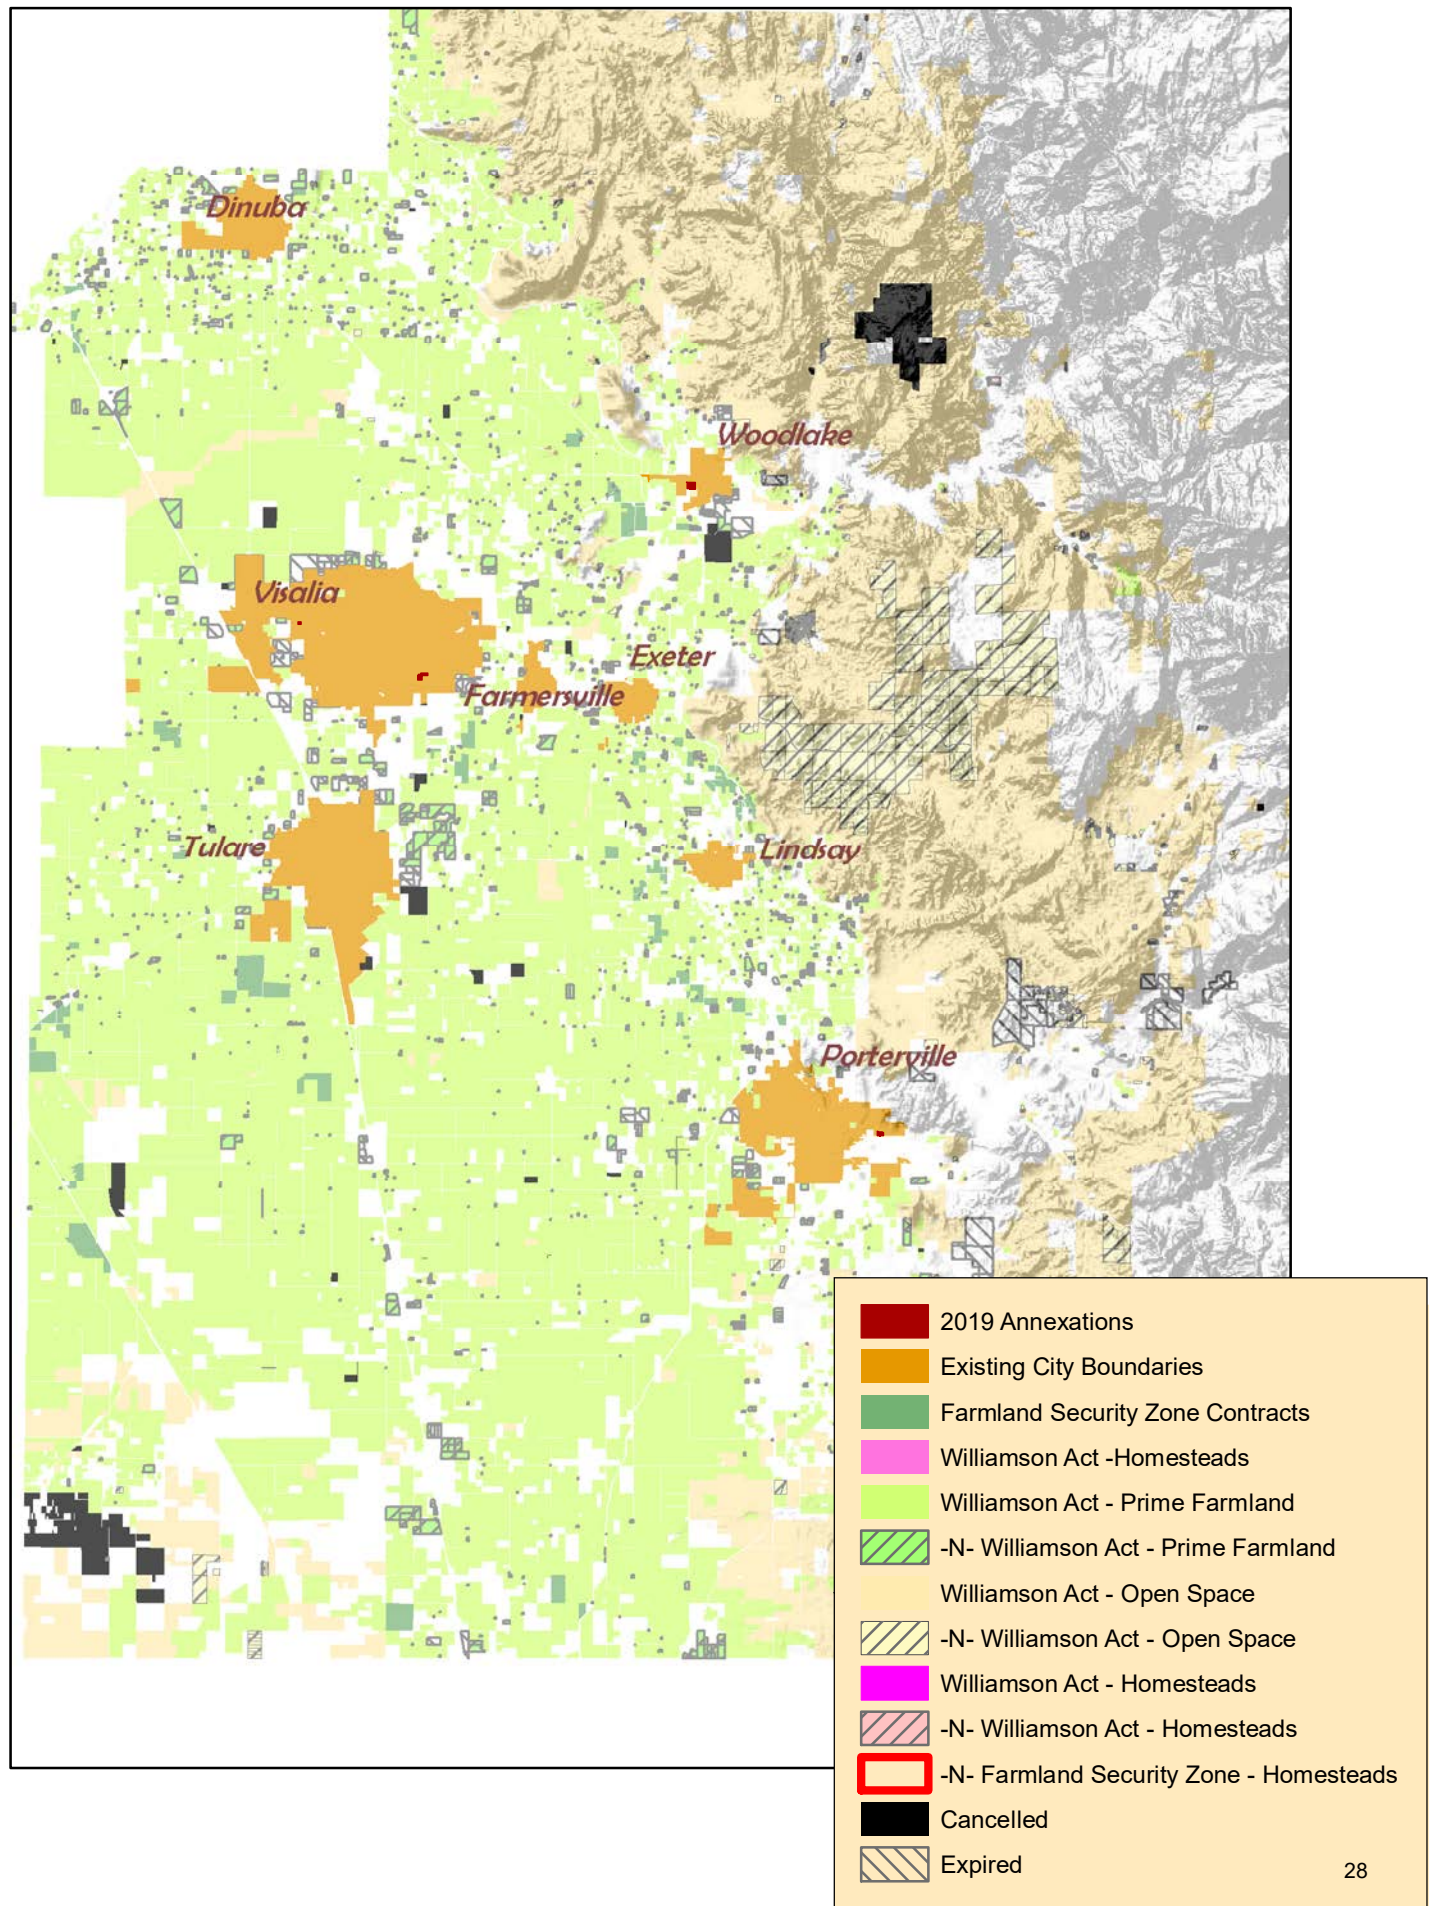 Dinuba
Woodlake
Visalia
Exeter
Farmersville
Tulare
Lindsay
Porterville
2019 Annexations
Existing City Boundaries
Farmland Security Zone Contracts
Williamson Act -Homesteads
Williamson Act - Prime Farmland
-N- Williamson Act - Prime Farmland
Williamson Act - Open Space
-N- Williamson Act - Open Space
Williamson Act - Homesteads
-N- Williamson Act - Homesteads
-N- Farmland Security Zone - Homesteads
Cancelled
Expired
28